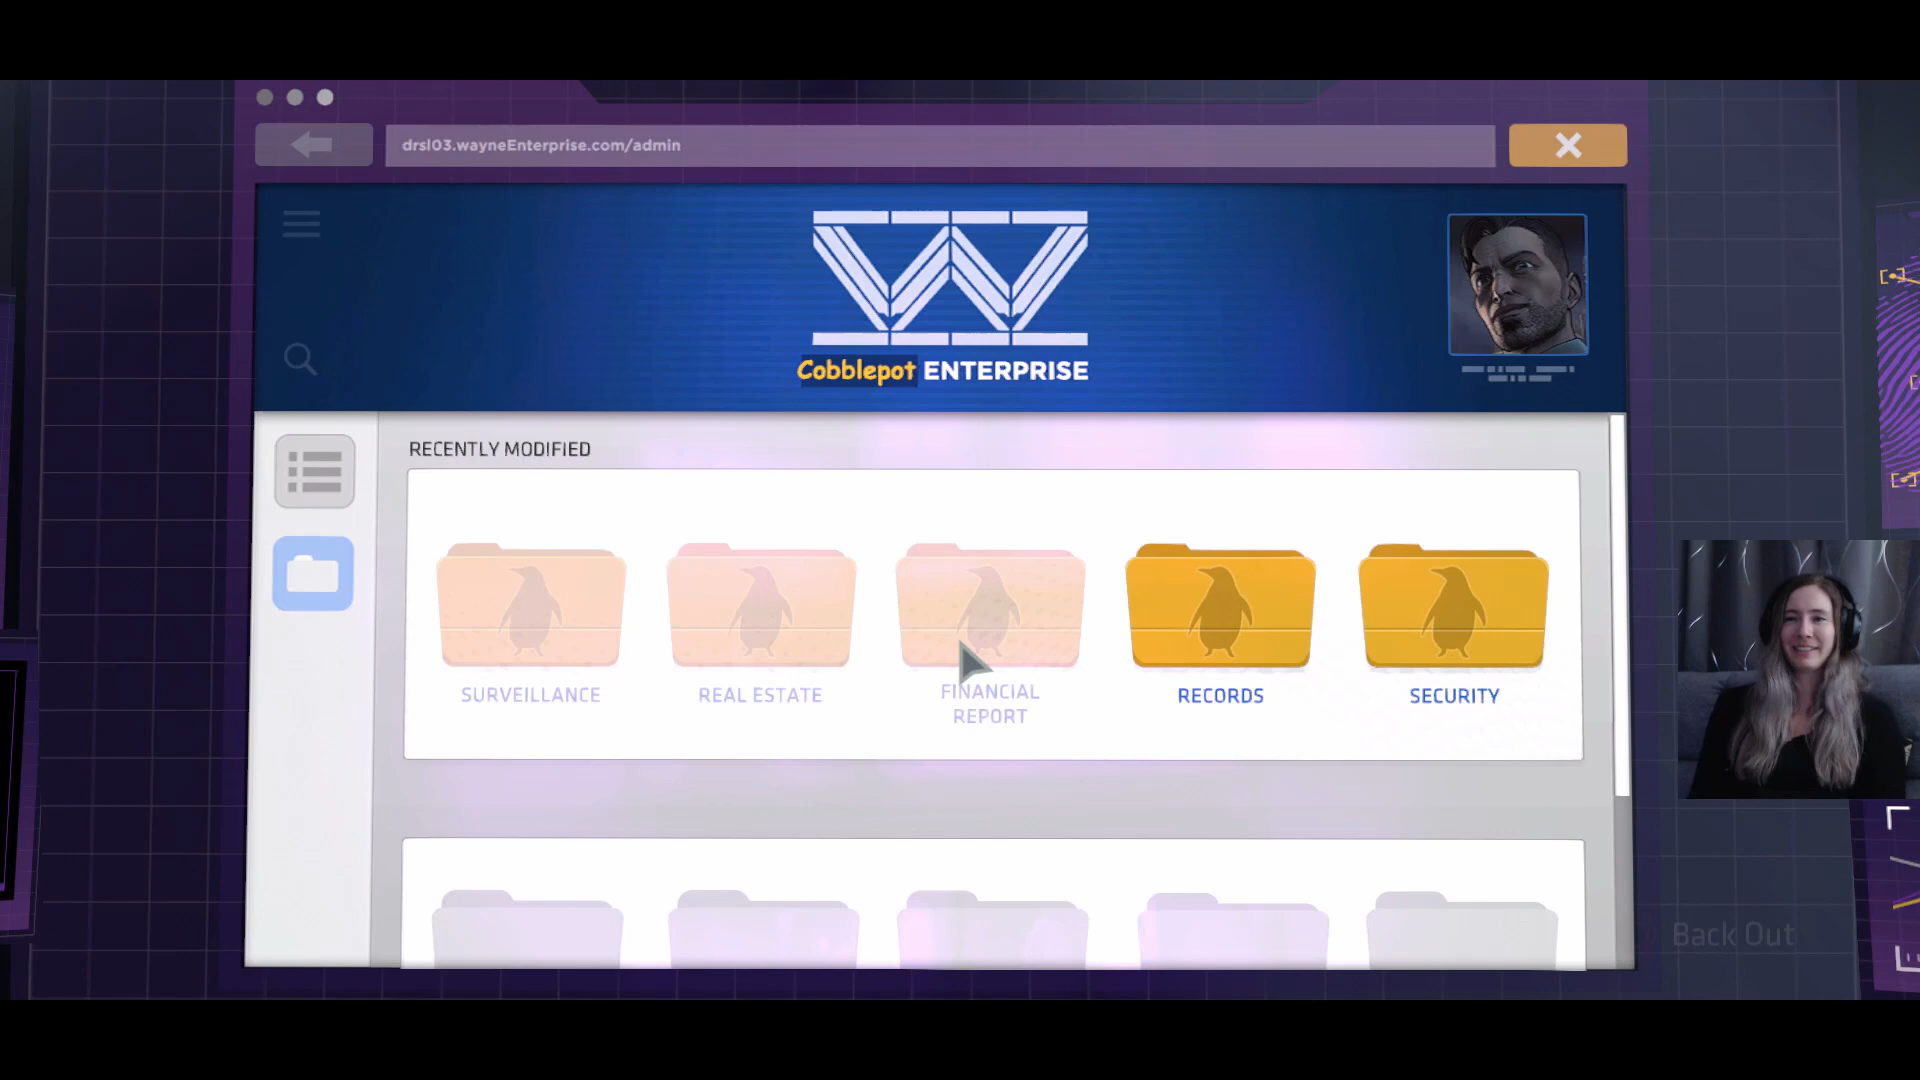 drsl03.wayneEnterprise.com/admin
Cobblepot ENTERPRISE
RECENTLY MODIFIED
SURVEILLANCE
REAL ESTATE
FINANCIAL
REPORT
RECORDS
SECURITY
Back Out